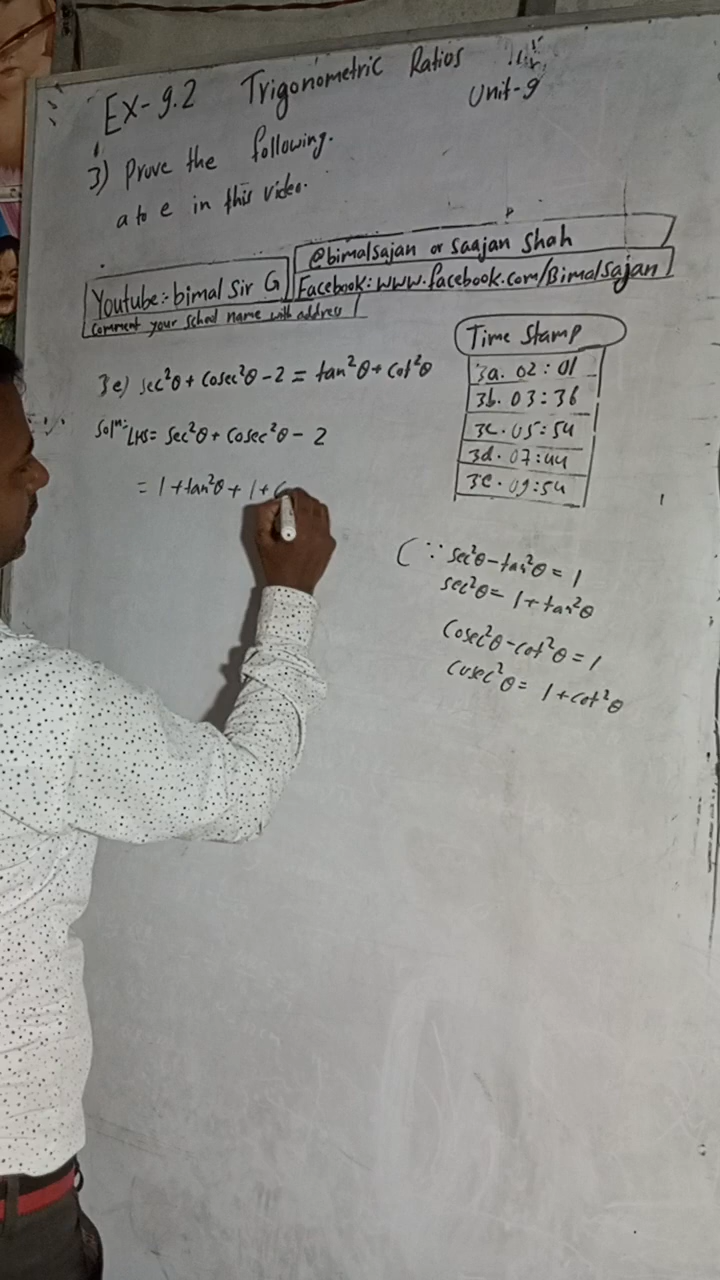 Ex-9.2 Trigonometric Ratios
Unit-9
3) Prove the following.
a to e in this video.
@bimalsajan or Saajan Shah
Youtube:- bimal Sir G
Facebook: www.facebook.com/Bimalsajan
Comment your School name with address
Time Stamp
3a. 02:01
3b. 03:36
3c. 05:54
3d. 07:44
3e. 09:54
3e) sec²θ + cosec²θ - 2 = tan²θ + cot²θ
Solⁿ:- LHS = sec²θ + cosec²θ - 2
= 1 + tan²θ + 1 + c
(∵ sec²θ - tan²θ = 1
sec²θ = 1 + tan²θ
cosec²θ - cot²θ = 1
cosec²θ = 1 + cot²θ